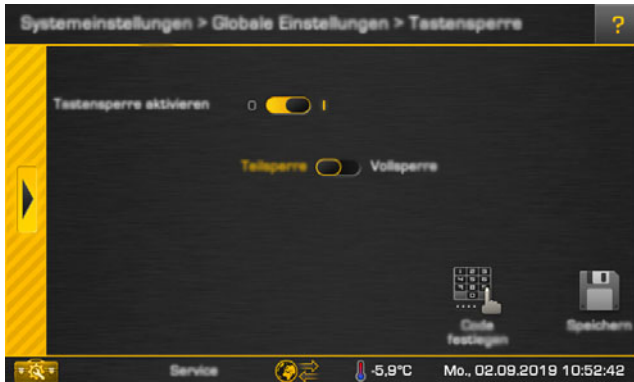 Systemeinstellungen > Globale Einstellungen > Tastensperre
?
Tastensperre aktivieren O I
Teilsperre Vollsperre
Code
festlegen
Speichern
Service -5,9°C Mo., 02.09.2019 10:52:42